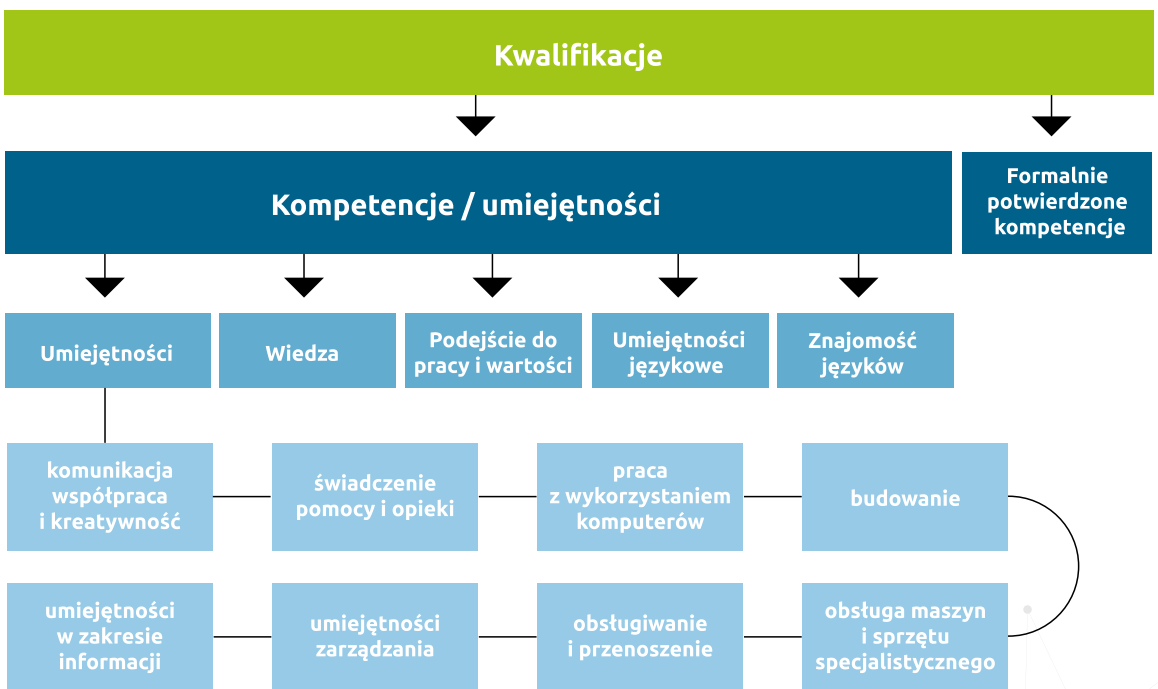 Kwalifikacje
Kompetencje / umiejętności
Formalnie
potwierdzone
kompetencje
Umiejętności
Wiedza
Podejście do
pracy i wartości
Umiejętności
językowe
Znajomość
języków
komunikacja
współpraca
i kreatywność
świadczenie
pomocy i opieki
praca
z wykorzystaniem
komputerów
budowanie
umiejętności
w zakresie
informacji
umiejętności
zarządzania
obsługiwanie
i przenoszenie
obsługa maszyn
i sprzętu
specjalistycznego